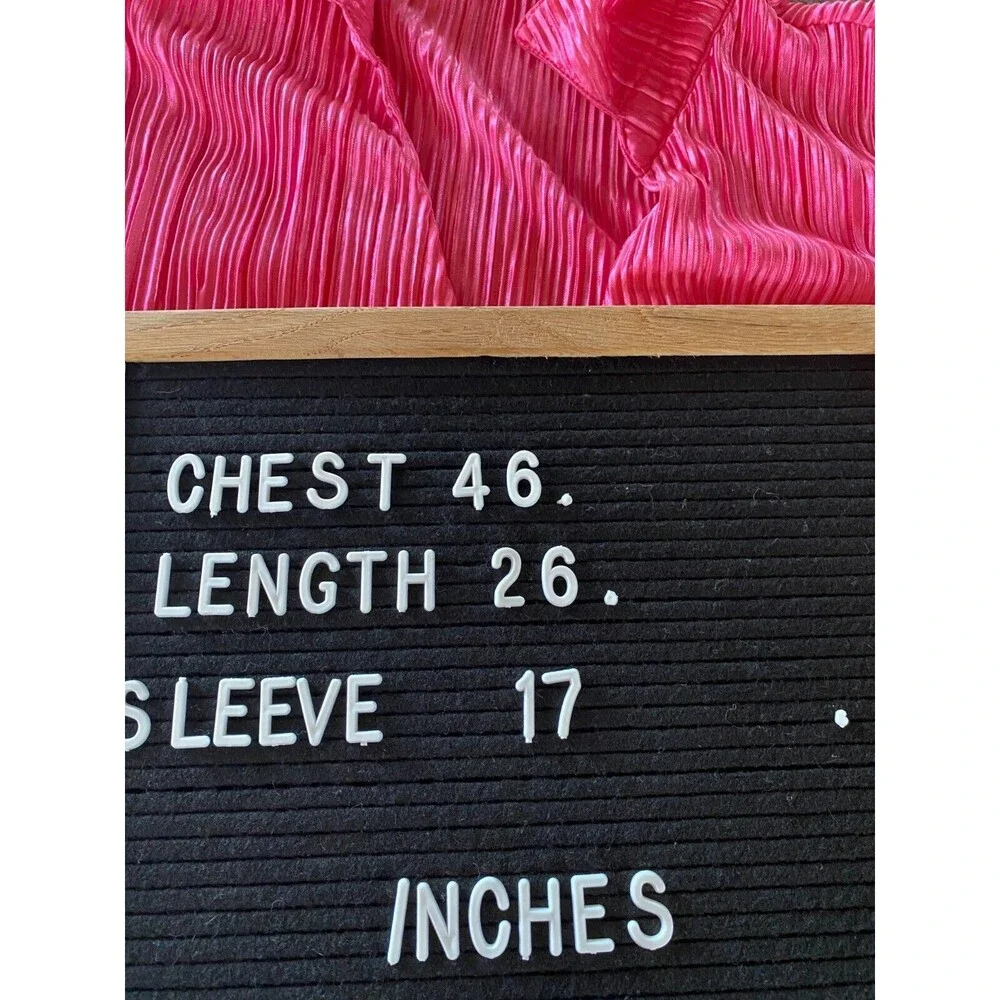 CHEST 46.
LENGTH 26.
SLEEVE 17 .
INCHES